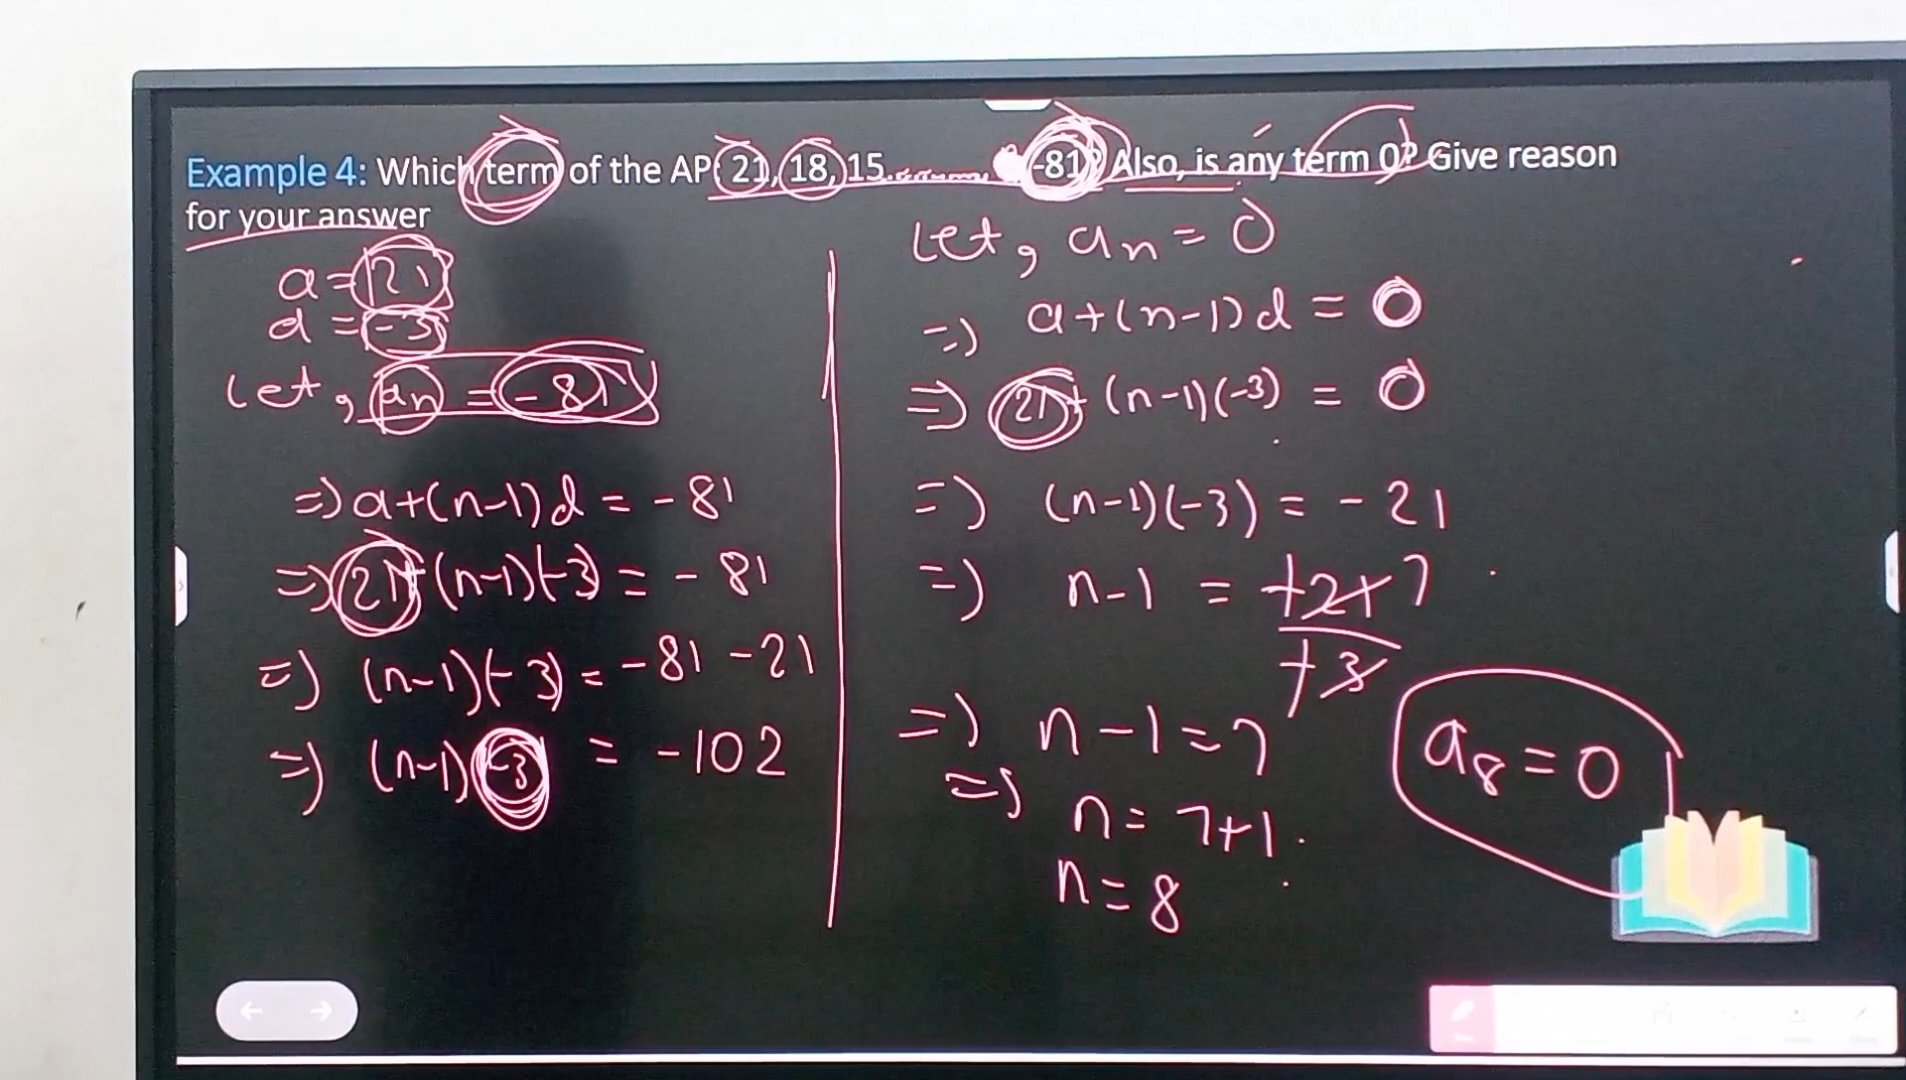 Example 4: Which term of the AP: 21, 18, 15........, -81? Also, is any term 0? Give reason
for your answer
a = 21
d = -3
Let, an = -81
=> a+(n-1)d = -81
=> 21+(n-1)(-3) = -81
=> (n-1)(-3) = -81 -21
=> (n-1)(-3) = -102
Let, an = 0
=> a+(n-1)d = 0
=> 21+(n-1)(-3) = 0
=> (n-1)(-3) = -21
=> n-1 = +21 7
+3
=> n-1=7
=> n=7+1
n=8
a8=0